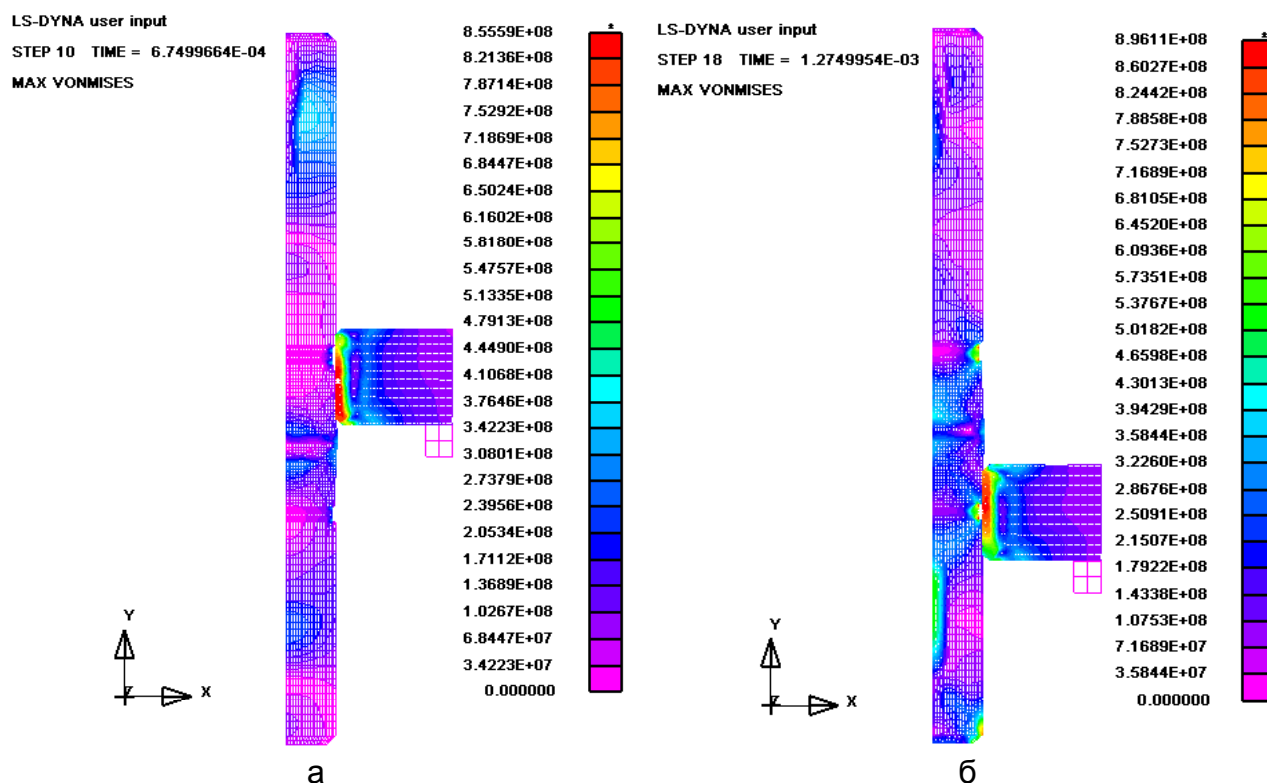 LS-DYNA user input
STEP 10 TIME = 6.7499664E-04
MAX VONMISES
8.5559E+08
8.2136E+08
7.8714E+08
7.5292E+08
7.1869E+08
6.8447E+08
6.5024E+08
6.1602E+08
5.8180E+08
5.4757E+08
5.1335E+08
4.7913E+08
4.4490E+08
4.1068E+08
3.7646E+08
3.4223E+08
3.0801E+08
2.7379E+08
2.3956E+08
2.0534E+08
1.7112E+08
1.3689E+08
1.0267E+08
6.8447E+07
3.4223E+07
0.000000
*
Y
Z
X
а
LS-DYNA user input
STEP 18 TIME = 1.2749954E-03
MAX VONMISES
8.9611E+08
8.6027E+08
8.2442E+08
7.8858E+08
7.5273E+08
7.1689E+08
6.8105E+08
6.4520E+08
6.0936E+08
5.7351E+08
5.3767E+08
5.0182E+08
4.6598E+08
4.3013E+08
3.9429E+08
3.5844E+08
3.2260E+08
2.8676E+08
2.5091E+08
2.1507E+08
1.7922E+08
1.4338E+08
1.0753E+08
7.1689E+07
3.5844E+07
0.000000
*
Y
Z
X
б